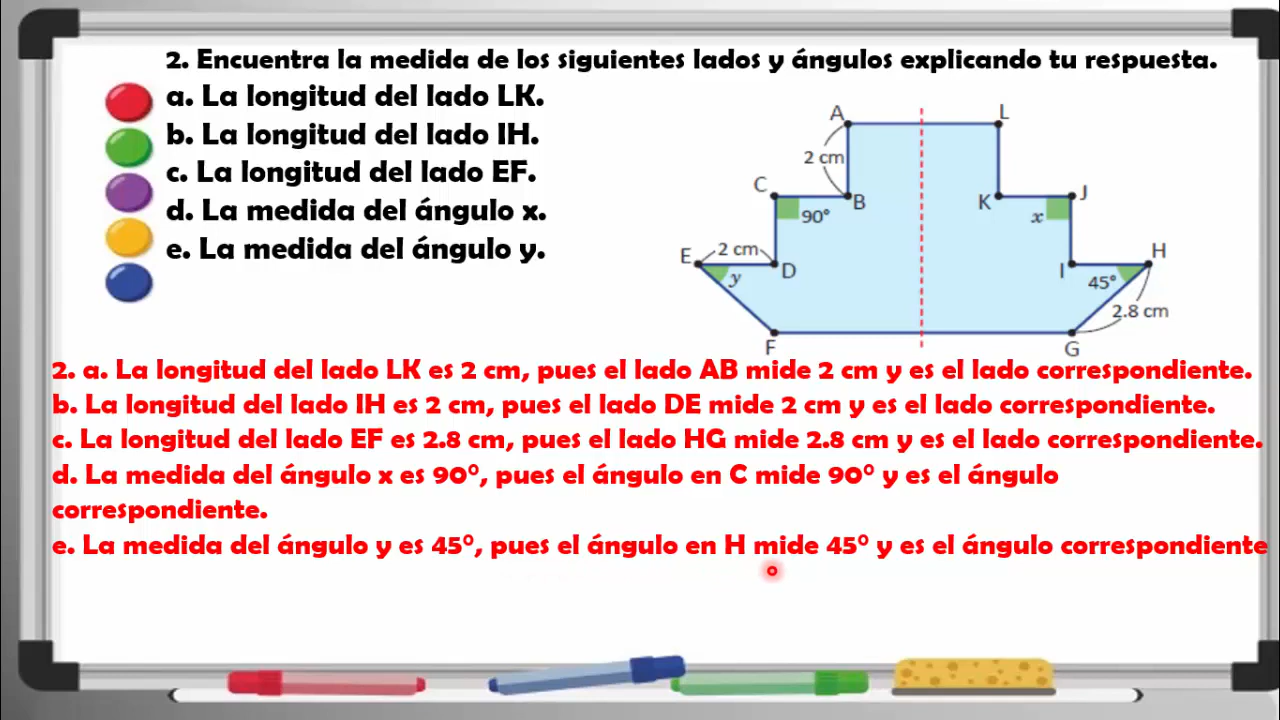 2. Encuentra la medida de los siguientes lados y ángulos explicando tu respuesta.
a. La longitud del lado LK.
b. La longitud del lado IH.
c. La longitud del lado EF.
d. La medida del ángulo x.
e. La medida del ángulo y.
A
L
2 cm
C
B
K
J
90°
x
E
2 cm
D
I
H
y
45°
2.8 cm
F
G
2. a. La longitud del lado LK es 2 cm, pues el lado AB mide 2 cm y es el lado correspondiente.
b. La longitud del lado IH es 2 cm, pues el lado DE mide 2 cm y es el lado correspondiente.
c. La longitud del lado EF es 2.8 cm, pues el lado HG mide 2.8 cm y es el lado correspondiente.
d. La medida del ángulo x es 90°, pues el ángulo en C mide 90° y es el ángulo
correspondiente.
e. La medida del ángulo y es 45°, pues el ángulo en H mide 45° y es el ángulo correspondiente